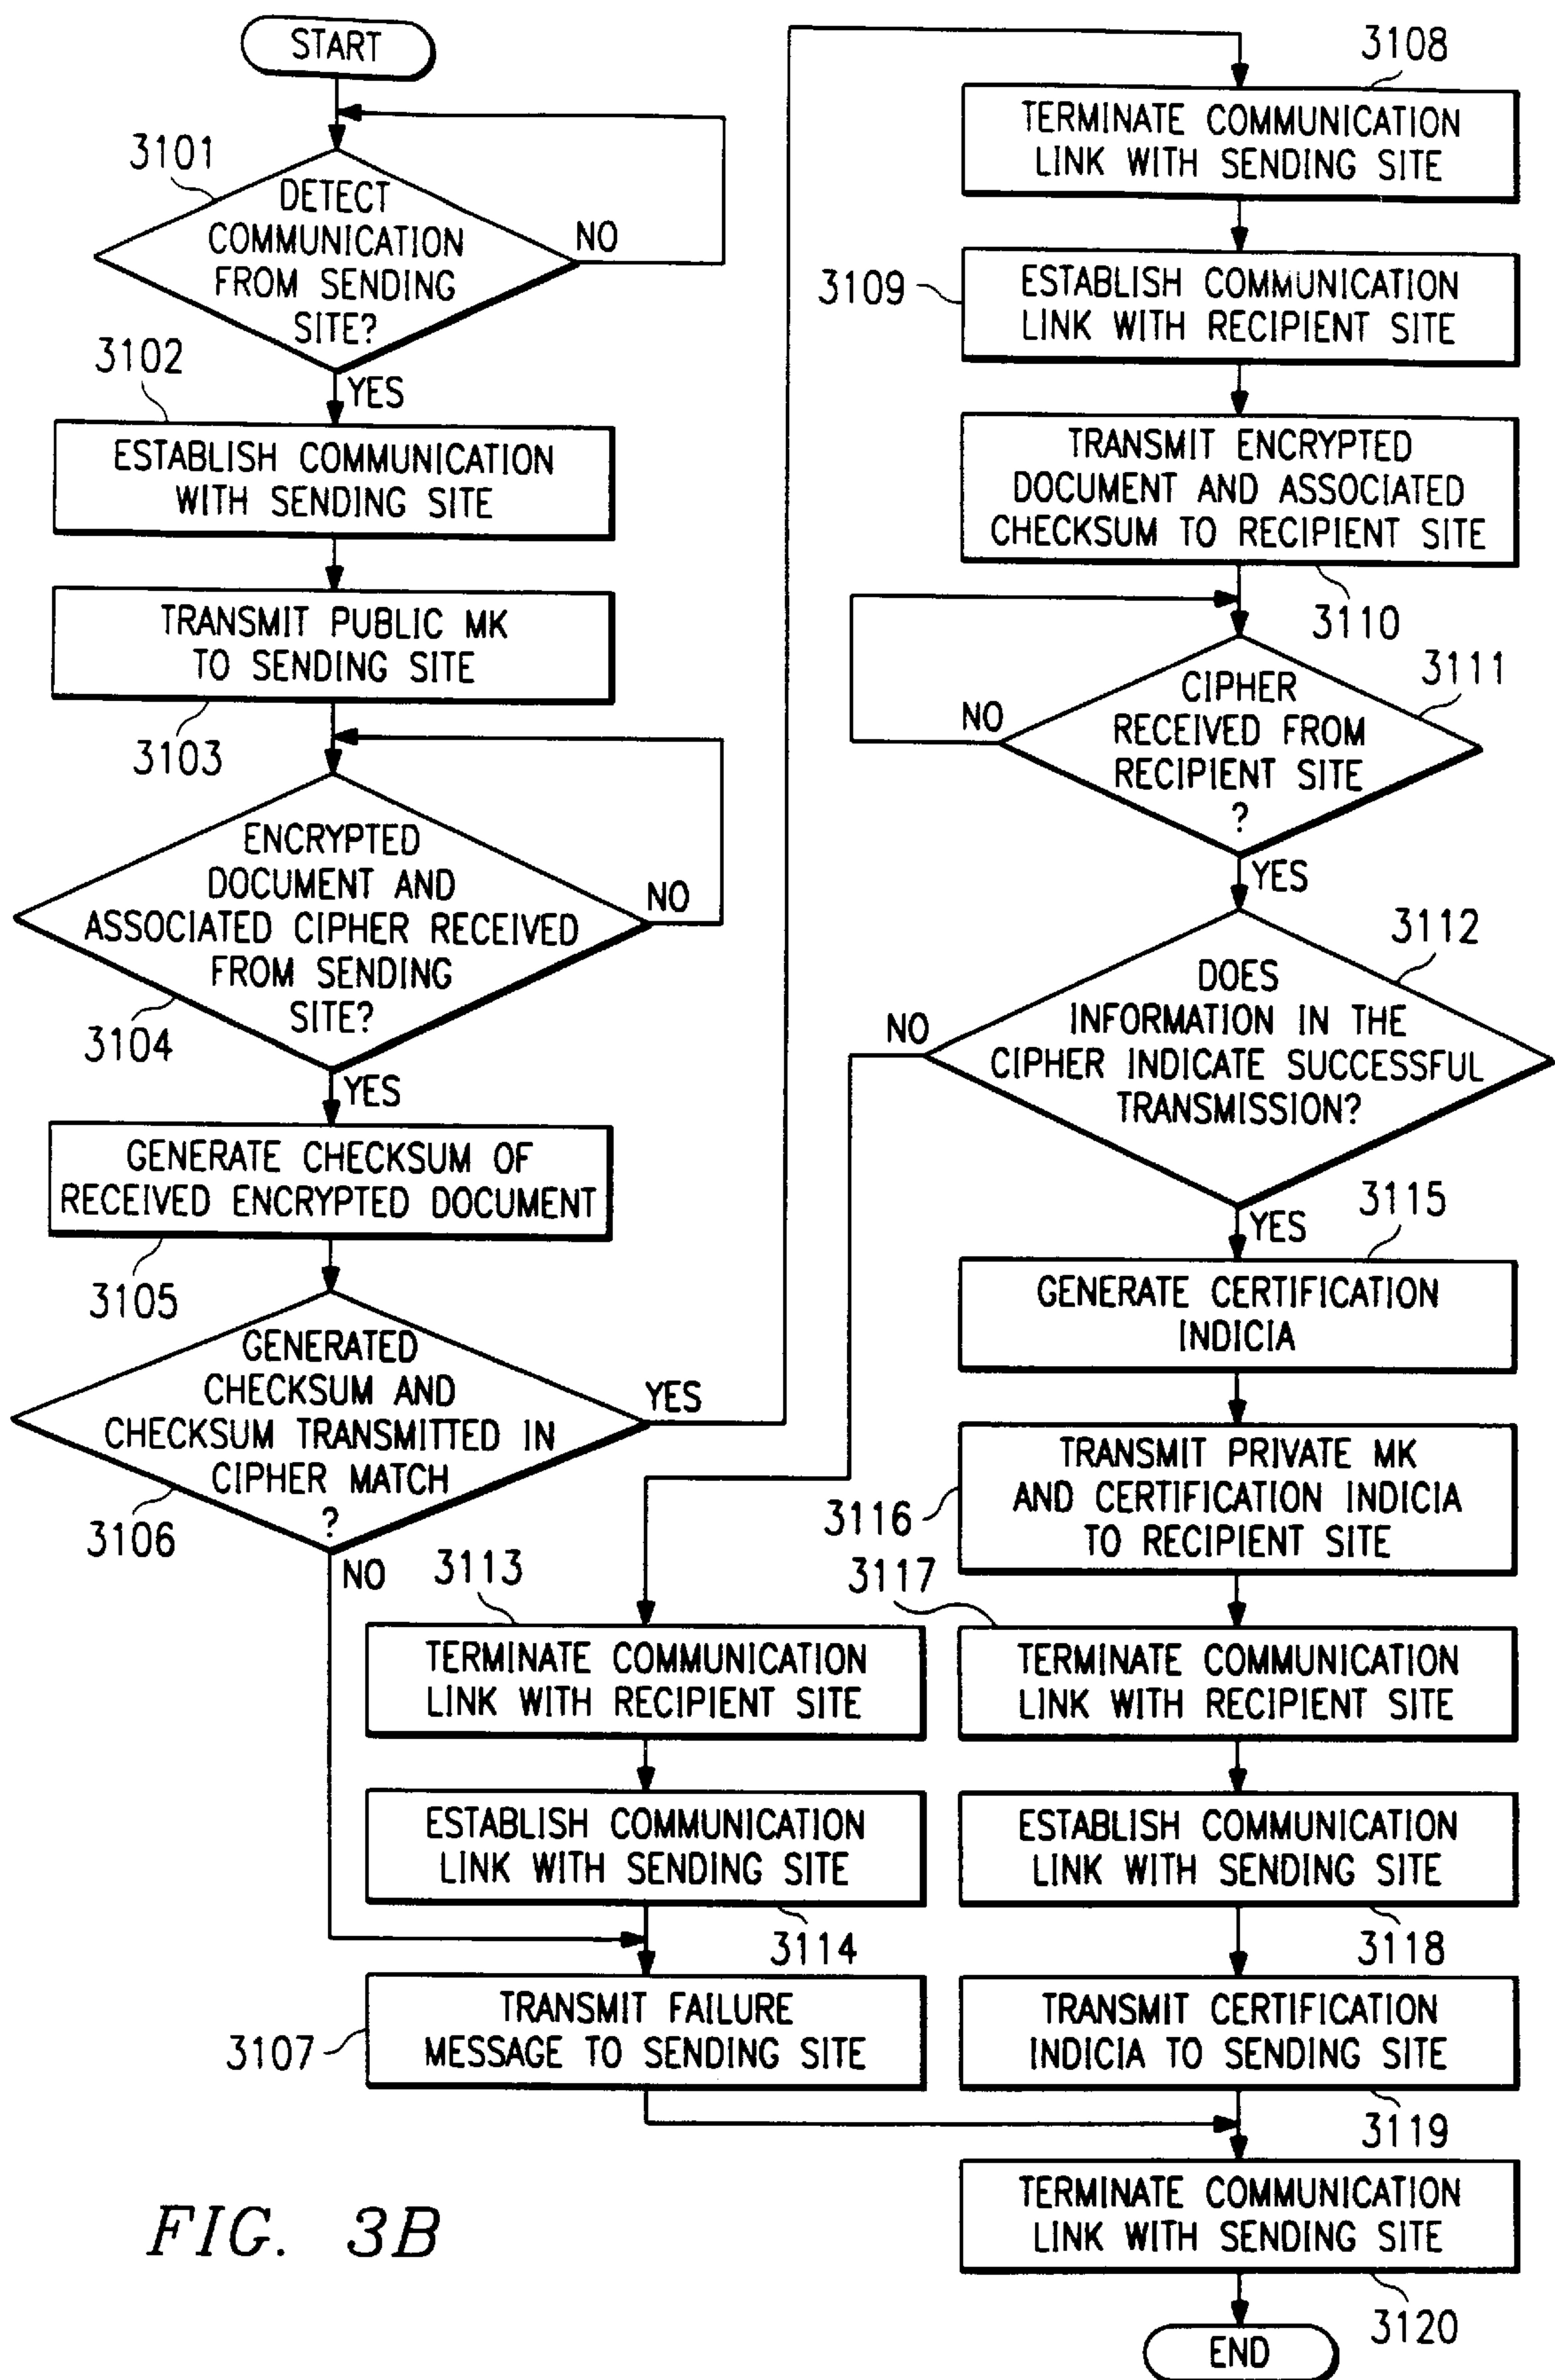 START
3101
DETECT
COMMUNICATION
FROM SENDING
SITE?
NO
YES
3102
ESTABLISH COMMUNICATION
WITH SENDING SITE
TRANSMIT PUBLIC MK
TO SENDING SITE
3103
ENCRYPTED
DOCUMENT AND
ASSOCIATED CIPHER RECEIVED
FROM SENDING
SITE?
NO
3104
YES
GENERATE CHECKSUM OF
RECEIVED ENCRYPTED DOCUMENT
3105
GENERATED
CHECKSUM AND
CHECKSUM TRANSMITTED IN
CIPHER MATCH
?
YES
3106
NO
3108
TERMINATE COMMUNICATION
LINK WITH SENDING SITE
3109
ESTABLISH COMMUNICATION
LINK WITH RECIPIENT SITE
TRANSMIT ENCRYPTED
DOCUMENT AND ASSOCIATED
CHECKSUM TO RECIPIENT SITE
3110
3111
CIPHER
RECEIVED FROM
RECIPIENT SITE
?
NO
YES
3112
DOES
INFORMATION IN THE
CIPHER INDICATE SUCCESSFUL
TRANSMISSION?
NO
YES
3113
TERMINATE COMMUNICATION
LINK WITH RECIPIENT SITE
ESTABLISH COMMUNICATION
LINK WITH SENDING SITE
3114
3107
TRANSMIT FAILURE
MESSAGE TO SENDING SITE
3115
GENERATE CERTIFICATION
INDICIA
3116
TRANSMIT PRIVATE MK
AND CERTIFICATION INDICIA
TO RECIPIENT SITE
3117
TERMINATE COMMUNICATION
LINK WITH RECIPIENT SITE
ESTABLISH COMMUNICATION
LINK WITH SENDING SITE
3118
TRANSMIT CERTIFICATION
INDICIA TO SENDING SITE
3119
TERMINATE COMMUNICATION
LINK WITH SENDING SITE
3120
END
FIG. 3B